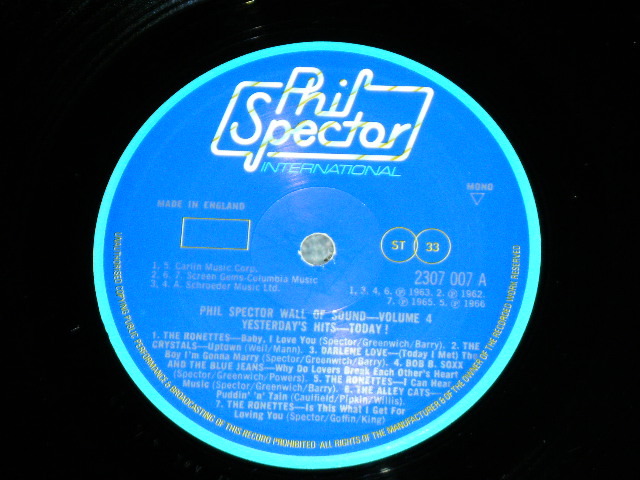 Phil
Spector
INTERNATIONAL
MONO
MADE IN ENGLAND
ST 33
2307 007 A
1, 5. Carlin Music Corp.
2, 6, 7. Screen Gems-Columbia Music
3, 4. A. Schroeder Music Ltd.
1, 3, 4, 6. ℗ 1963. 2. ℗ 1962.
7. ℗ 1965. 5. ℗ 1966
PHIL SPECTOR WALL OF SOUND—VOLUME 4
YESTERDAY'S HITS—TODAY!
1. THE RONETTES—Baby, I Love You (Spector/Greenwich/Barry). 2. THE
CRYSTALS—Uptown (Weil/Mann). 3. DARLENE LOVE—(Today I Met) The
Boy I'm Gonna Marry (Spector/Greenwich/Barry). 4. BOB B. SOXX
AND THE BLUE JEANS—Why Do Lovers Break Each Other's Heart
(Spector/Greenwich/Powers). 5. THE RONETTES—I Can Hear
Music (Spector/Greenwich/Barry). 6. THE ALLEY CATS—
Puddin' 'n' Tain (Caulfield/Pipkin/Willis).
7. THE RONETTES—Is This What I Get For
Loving You (Spector/Goffin/King)
UNAUTHORISED COPYING PUBLIC PERFORMANCE & BROADCASTING OF THIS RECORD PROHIBITED ALL RIGHTS OF THE MANUFACTURER & OF THE OWNER OF THE RECORDED WORK RESERVED